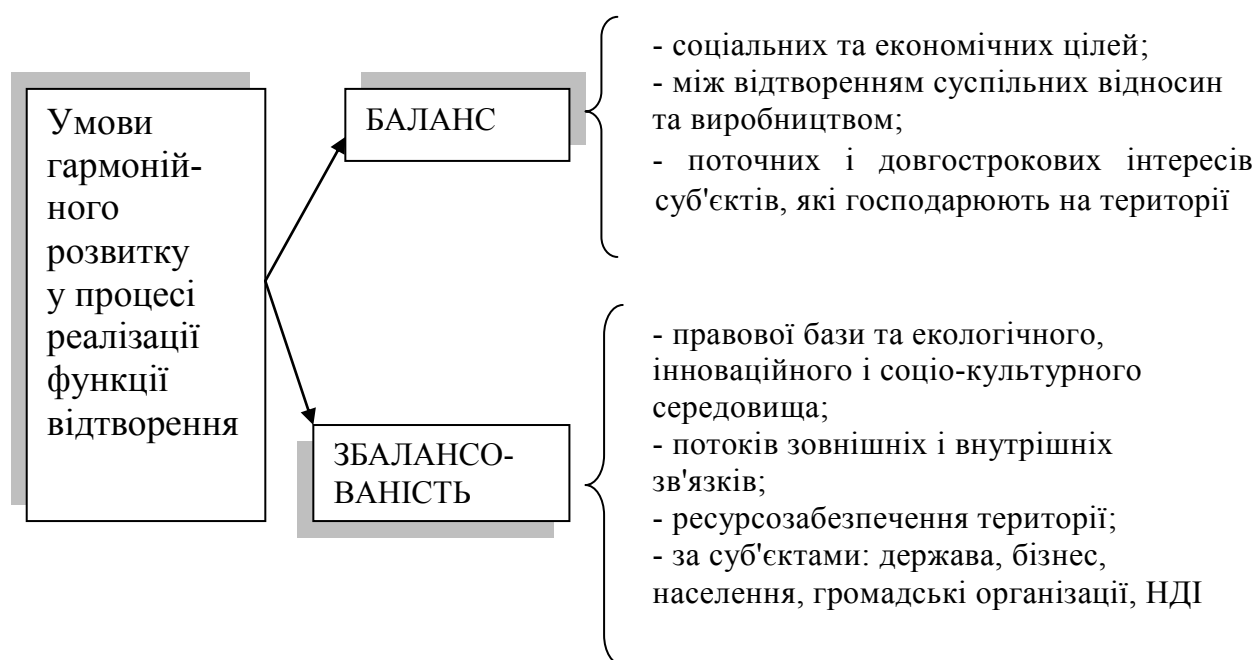 Умови
гармоній-
ного
розвитку
у процесі
реалізації
функції
відтворення
БАЛАНС
- соціальних та економічних цілей;
- між відтворенням суспільних відносин
та виробництвом;
- поточних і довгострокових інтересів
суб'єктів, які господарюють на території
ЗБАЛАНСО-
ВАНІСТЬ
- правової бази та екологічного,
інноваційного і соціо-культурного
середовища;
- потоків зовнішніх і внутрішніх
зв'язків;
- ресурсозабезпечення території;
- за суб'єктами: держава, бізнес,
населення, громадські організації, НДІ